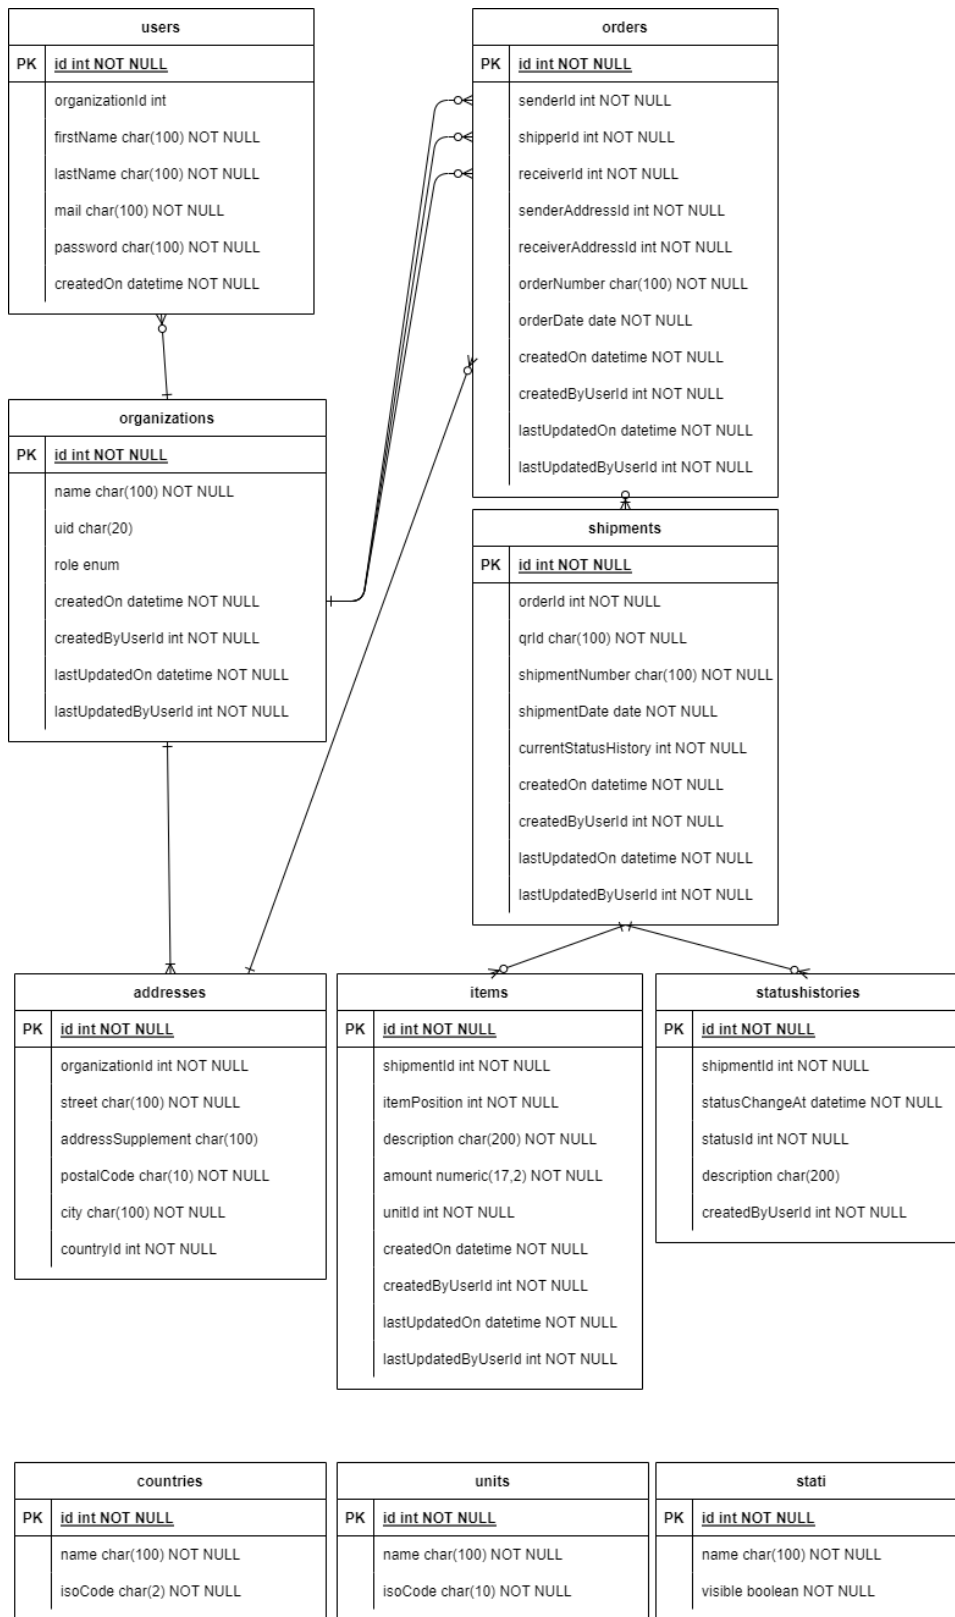 users
PK id int NOT NULL
organizationId int
firstName char(100) NOT NULL
lastName char(100) NOT NULL
mail char(100) NOT NULL
password char(100) NOT NULL
createdOn datetime NOT NULL
orders
PK id int NOT NULL
senderId int NOT NULL
shipperId int NOT NULL
receiverId int NOT NULL
senderAddressId int NOT NULL
receiverAddressId int NOT NULL
orderNumber char(100) NOT NULL
orderDate date NOT NULL
createdOn datetime NOT NULL
createdByUserId int NOT NULL
lastUpdatedOn datetime NOT NULL
lastUpdatedByUserId int NOT NULL
organizations
PK id int NOT NULL
name char(100) NOT NULL
uid char(20)
role enum
createdOn datetime NOT NULL
createdByUserId int NOT NULL
lastUpdatedOn datetime NOT NULL
lastUpdatedByUserId int NOT NULL
shipments
PK id int NOT NULL
orderId int NOT NULL
qrId char(100) NOT NULL
shipmentNumber char(100) NOT NULL
shipmentDate date NOT NULL
currentStatusHistory int NOT NULL
createdOn datetime NOT NULL
createdByUserId int NOT NULL
lastUpdatedOn datetime NOT NULL
lastUpdatedByUserId int NOT NULL
addresses
PK id int NOT NULL
organizationId int NOT NULL
street char(100) NOT NULL
addressSupplement char(100)
postalCode char(10) NOT NULL
city char(100) NOT NULL
countryId int NOT NULL
items
PK id int NOT NULL
shipmentId int NOT NULL
itemPosition int NOT NULL
description char(200) NOT NULL
amount numeric(17,2) NOT NULL
unitId int NOT NULL
createdOn datetime NOT NULL
createdByUserId int NOT NULL
lastUpdatedOn datetime NOT NULL
lastUpdatedByUserId int NOT NULL
statushistories
PK id int NOT NULL
shipmentId int NOT NULL
statusChangeAt datetime NOT NULL
statusId int NOT NULL
description char(200)
createdByUserId int NOT NULL
countries
PK id int NOT NULL
name char(100) NOT NULL
isoCode char(2) NOT NULL
units
PK id int NOT NULL
name char(100) NOT NULL
isoCode char(10) NOT NULL
stati
PK id int NOT NULL
name char(100) NOT NULL
visible boolean NOT NULL